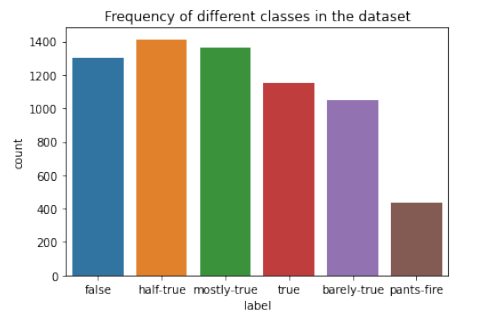 Frequency of different classes in the dataset
1400
1200
1000
800
600
400
200
0
count
false half-true mostly-true true barely-true pants-fire
label